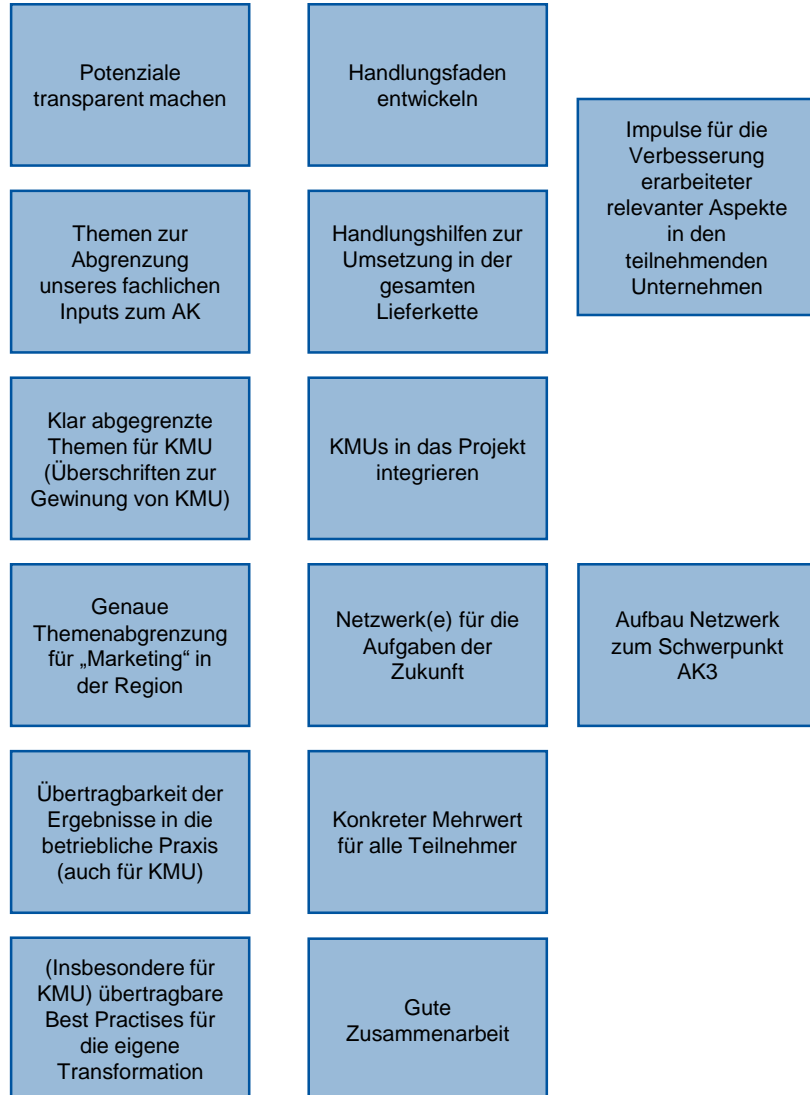 Potenziale
transparent machen
Handlungsfaden
entwickeln
Impulse für die
Verbesserung
erarbeiteter
relevanter Aspekte
in den
teilnehmenden
Unternehmen
Themen zur
Abgrenzung
unseres fachlichen
Inputs zum AK
Handlungshilfen zur
Umsetzung in der
gesamten
Lieferkette
Klar abgegrenzte
Themen für KMU
(Überschriften zur
Gewinung von KMU)
KMUs in das Projekt
integrieren
Genaue
Themenabgrenzung
für „Marketing“ in
der Region
Netzwerk(e) für die
Aufgaben der
Zukunft
Aufbau Netzwerk
zum Schwerpunkt
AK3
Übertragbarkeit der
Ergebnisse in die
betriebliche Praxis
(auch für KMU)
Konkreter Mehrwert
für alle Teilnehmer
(Insbesondere für
KMU) übertragbare
Best Practises für
die eigene
Transformation
Gute
Zusammenarbeit